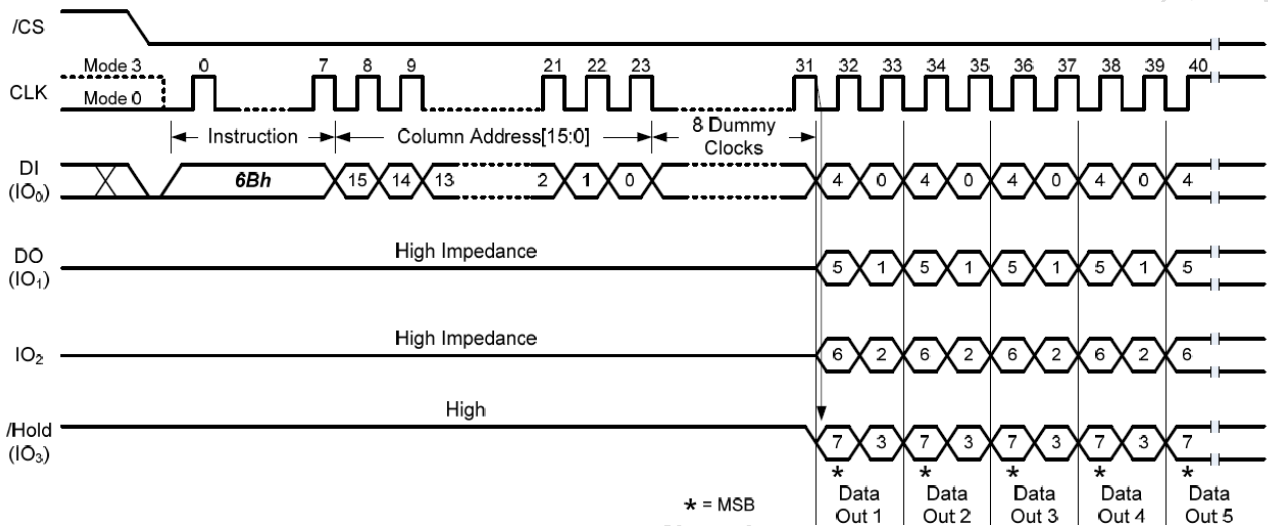 /CS
Mode 3 0 7 8 9 21 22 23 31 32 33 34 35 36 37 38 39 40
CLK
Mode 0
Instruction Column Address[15:0] 8 Dummy
Clocks
DI
(IO0) 6Bh 15 14 13 2 1 0 4 0 4 0 4 0 4 0 4
High Impedance
DO
(IO1) 5 1 5 1 5 1 5 1 5
High Impedance
IO2 6 2 6 2 6 2 6 2 6
High
/Hold
(IO3) 7 3 7 3 7 3 7 3 7
* * * * *
* = MSB
Data Data Data Data Data
Out 1 Out 2 Out 3 Out 4 Out 5